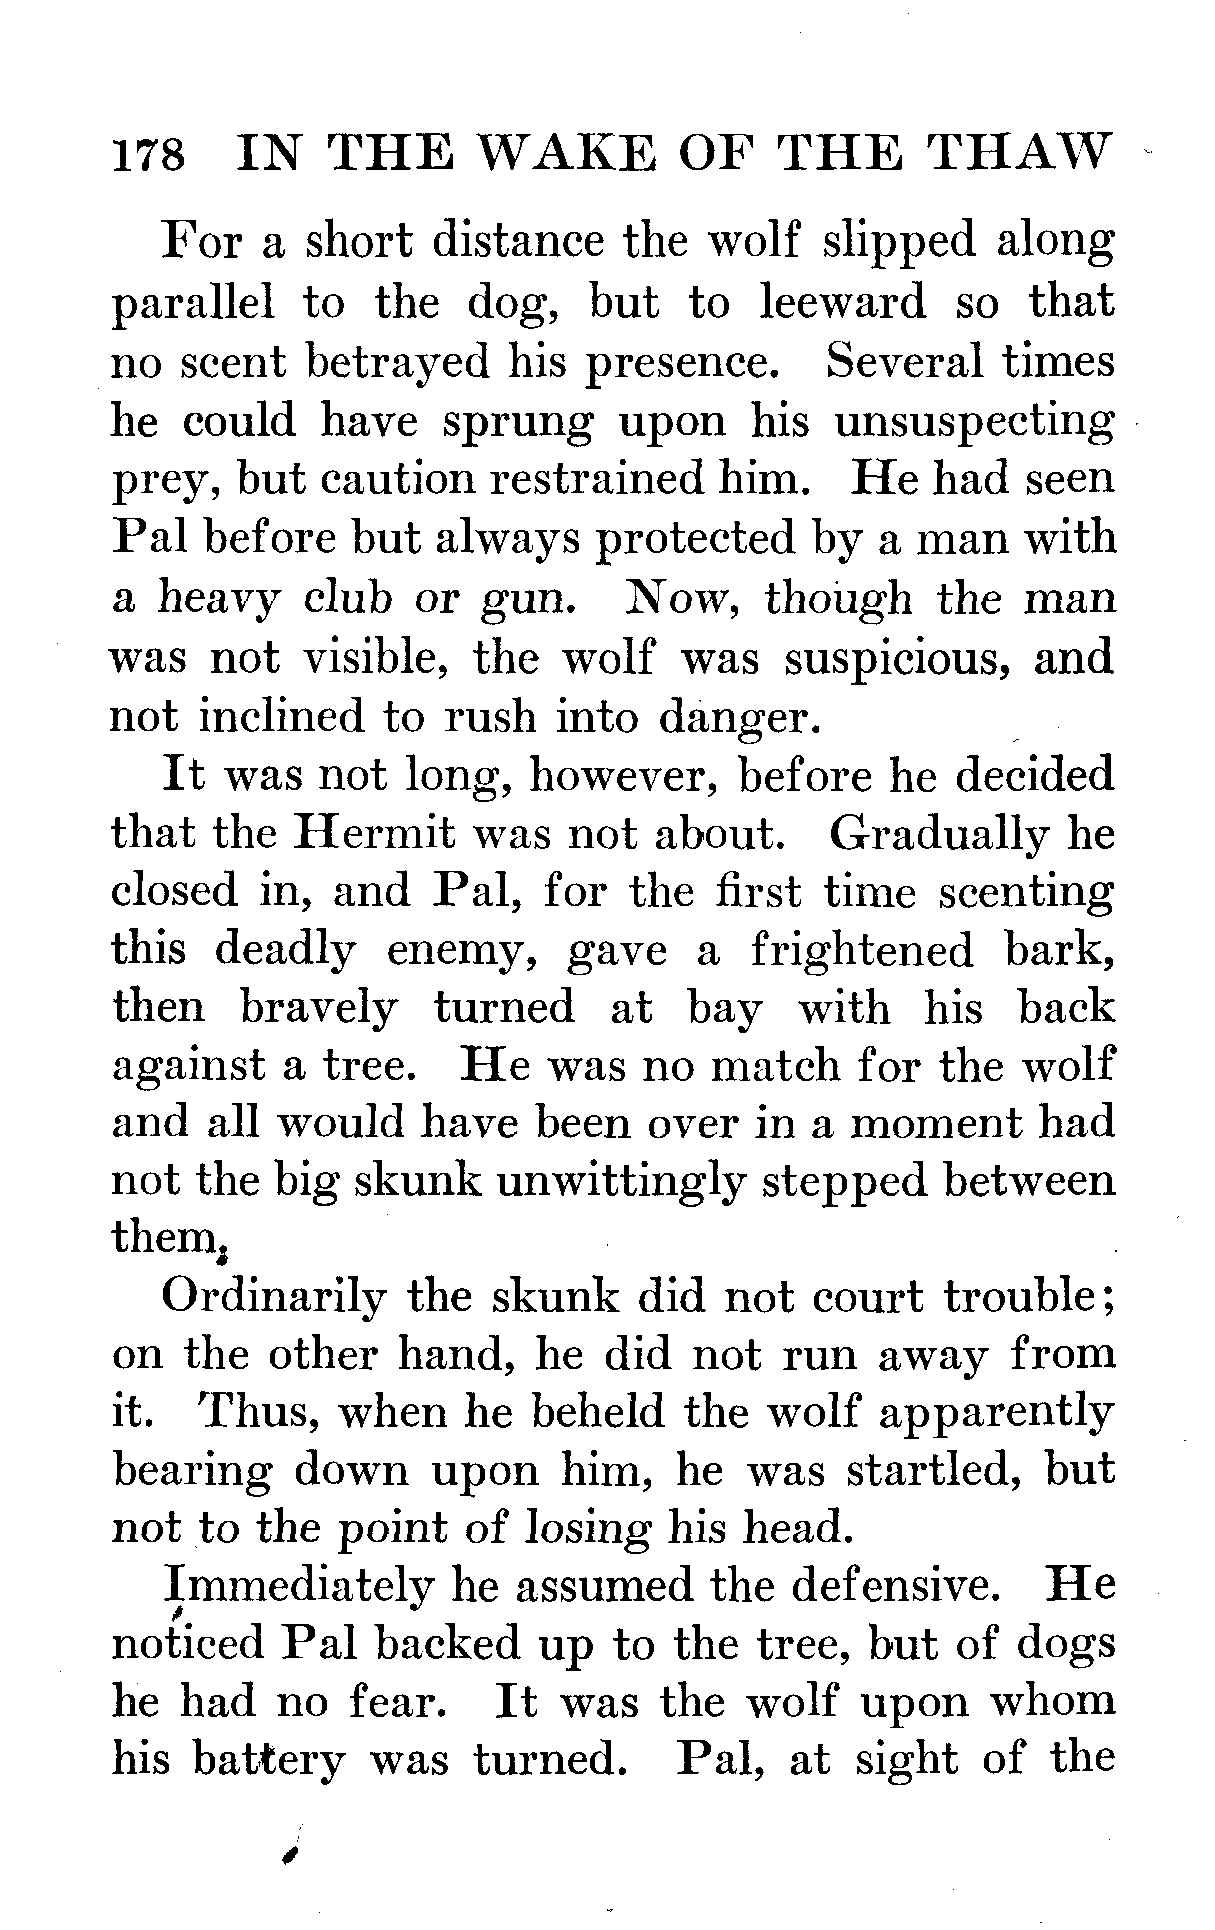 178 IN THE WAKE OF THE THAW
For a short distance the wolf slipped along
parallel to the dog, but to leeward so that
no scent betrayed his presence. Several times
he could have sprung upon his unsuspecting
prey, but caution restrained him. He had seen
Pal before but always protected by a man with
a heavy club or gun. Now, though the man
was not visible, the wolf was suspicious, and
not inclined to rush into danger.
It was not long, however, before he decided
that the Hermit was not about. Gradually he
closed in, and Pal, for the first time scenting
this deadly enemy, gave a frightened bark,
then bravely turned at bay with his back
against a tree. He was no match for the wolf
and all would have been over in a moment had
not the big skunk unwittingly stepped between
them.
Ordinarily the skunk did not court trouble;
on the other hand, he did not run away from
it. Thus, when he beheld the wolf apparently
bearing down upon him, he was startled, but
not to the point of losing his head.
Immediately he assumed the defensive. He
noticed Pal backed up to the tree, but of dogs
he had no fear. It was the wolf upon whom
his battery was turned. Pal, at sight of the